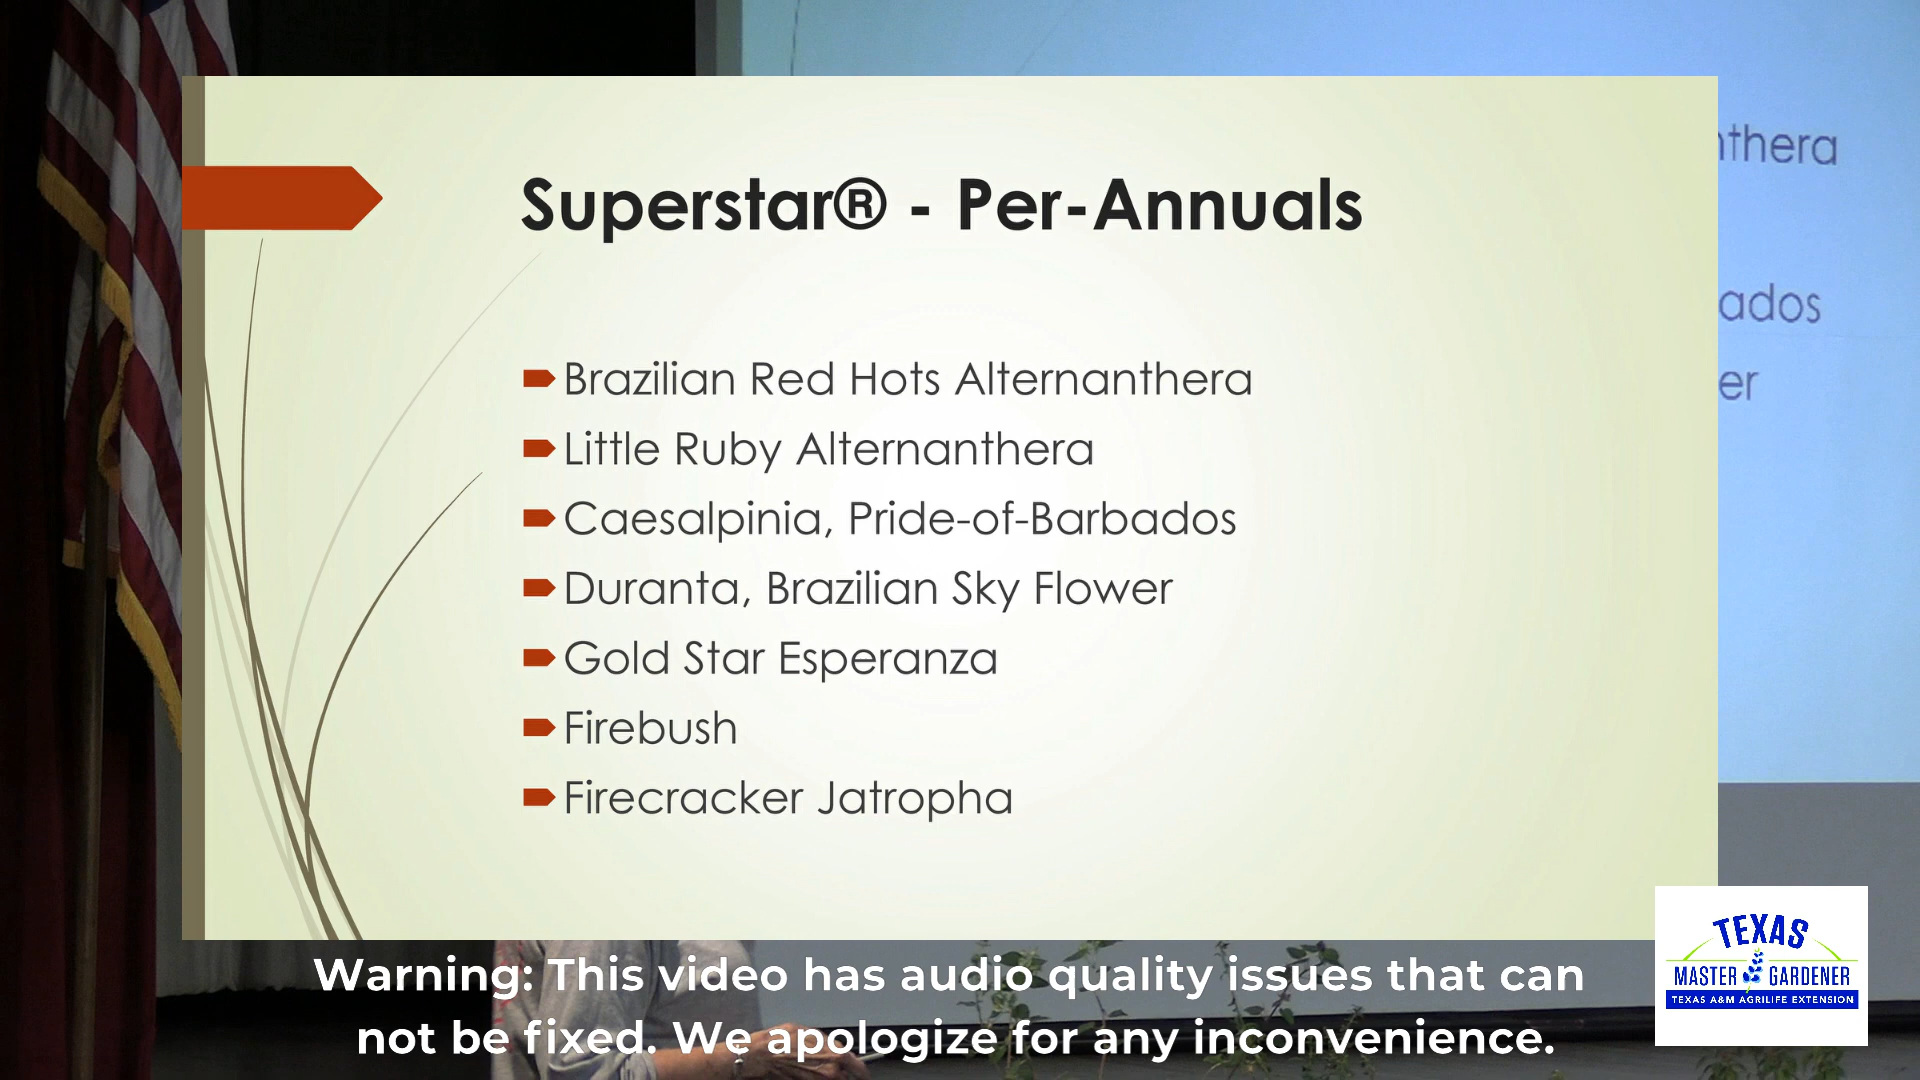 Superstar® - Per-Annuals
Brazilian Red Hots Alternanthera
Little Ruby Alternanthera
Caesalpinia, Pride-of-Barbados
Duranta, Brazilian Sky Flower
Gold Star Esperanza
Firebush
Firecracker Jatropha
nthera
ados
er
Warning: This video has audio quality issues that can
not be fixed. We apologize for any inconvenience.
TEXAS
MASTER GARDENER
TEXAS A&M AGRILIFE EXTENSION